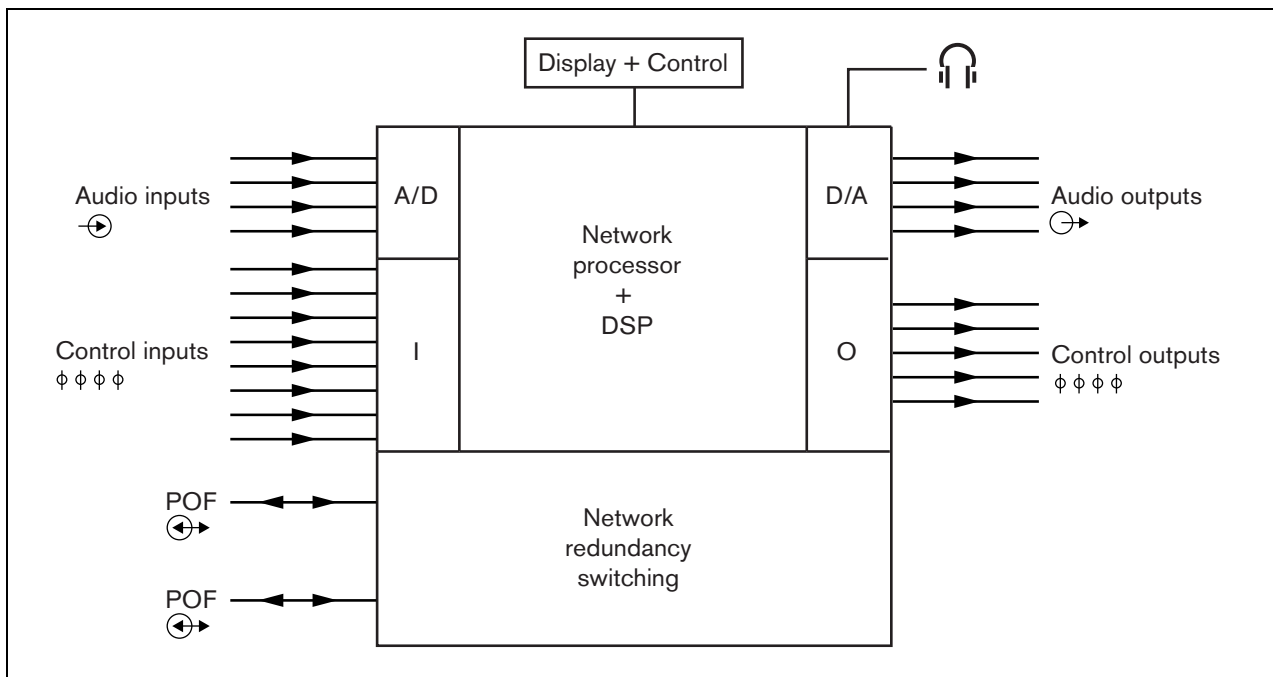 Display + Control
Audio inputs
A/D
Network
processor
+
DSP
D/A
Audio outputs
Control inputs
I
O
Control outputs
POF
POF
Network
redundancy
switching